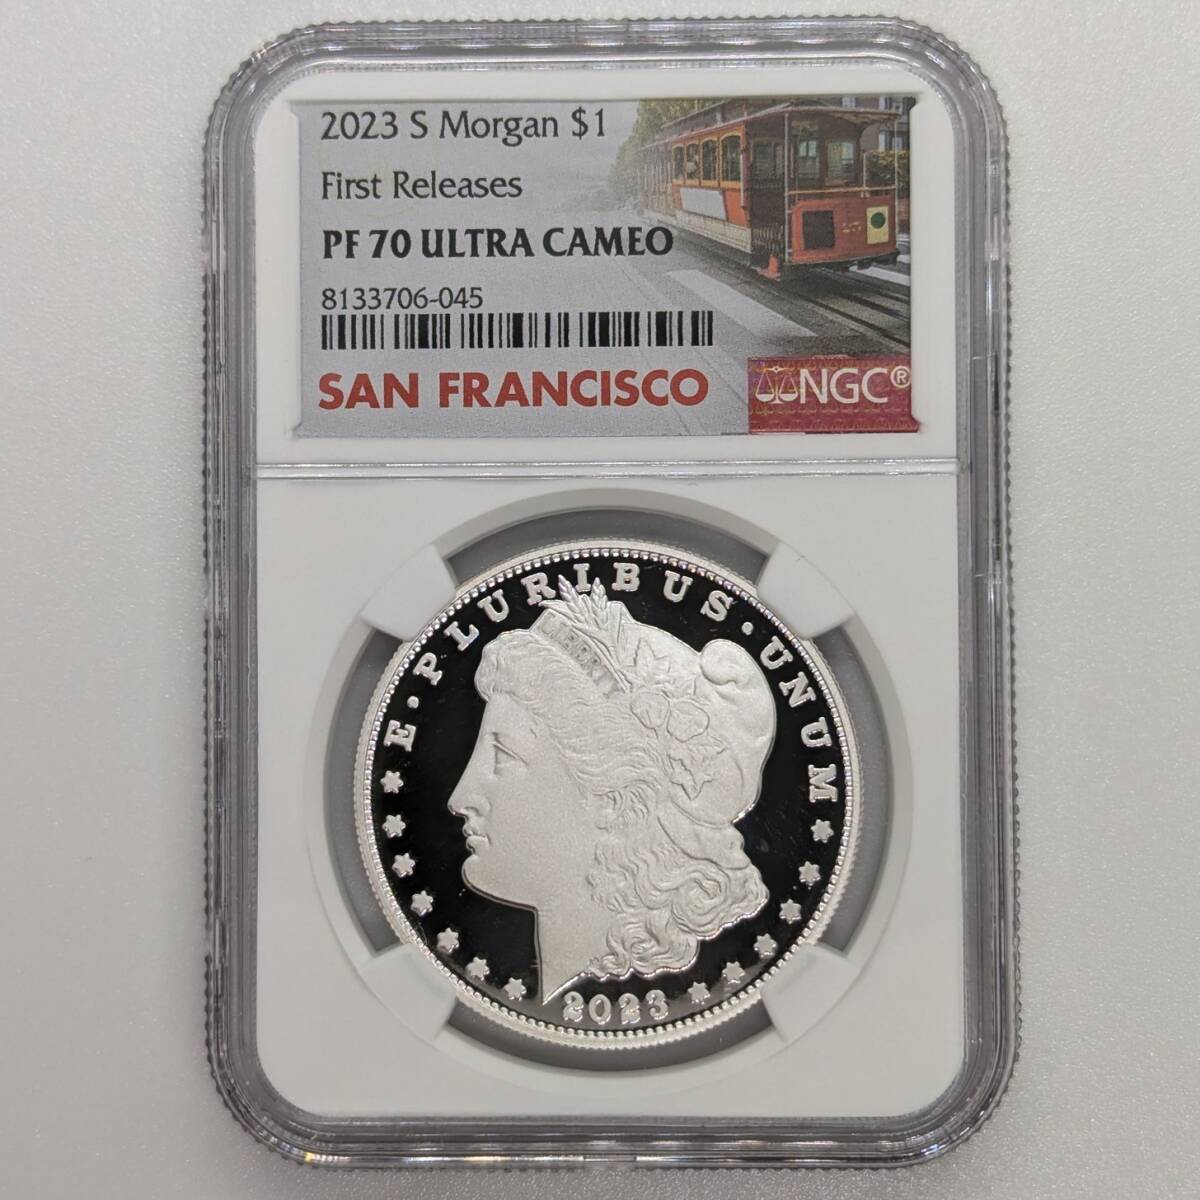 2023 S Morgan $1
First Releases
PF 70 ULTRA CAMEO
8133706-045
SAN FRANCISCO
NGC®
E·PLURIBUS·UNUM
LIBERTY
2023